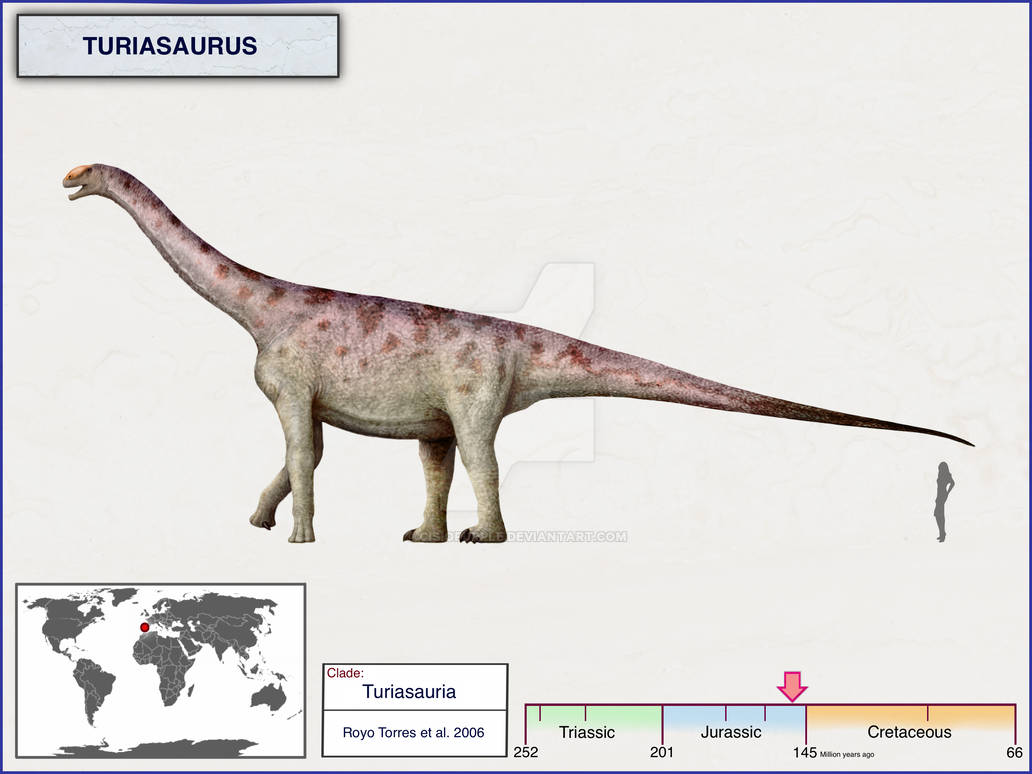 TURIASAURUS
Clade:
Turiasauria
Royo Torres et al. 2006
Triassic
Jurassic
Cretaceous
252
201
145 Million years ago
66